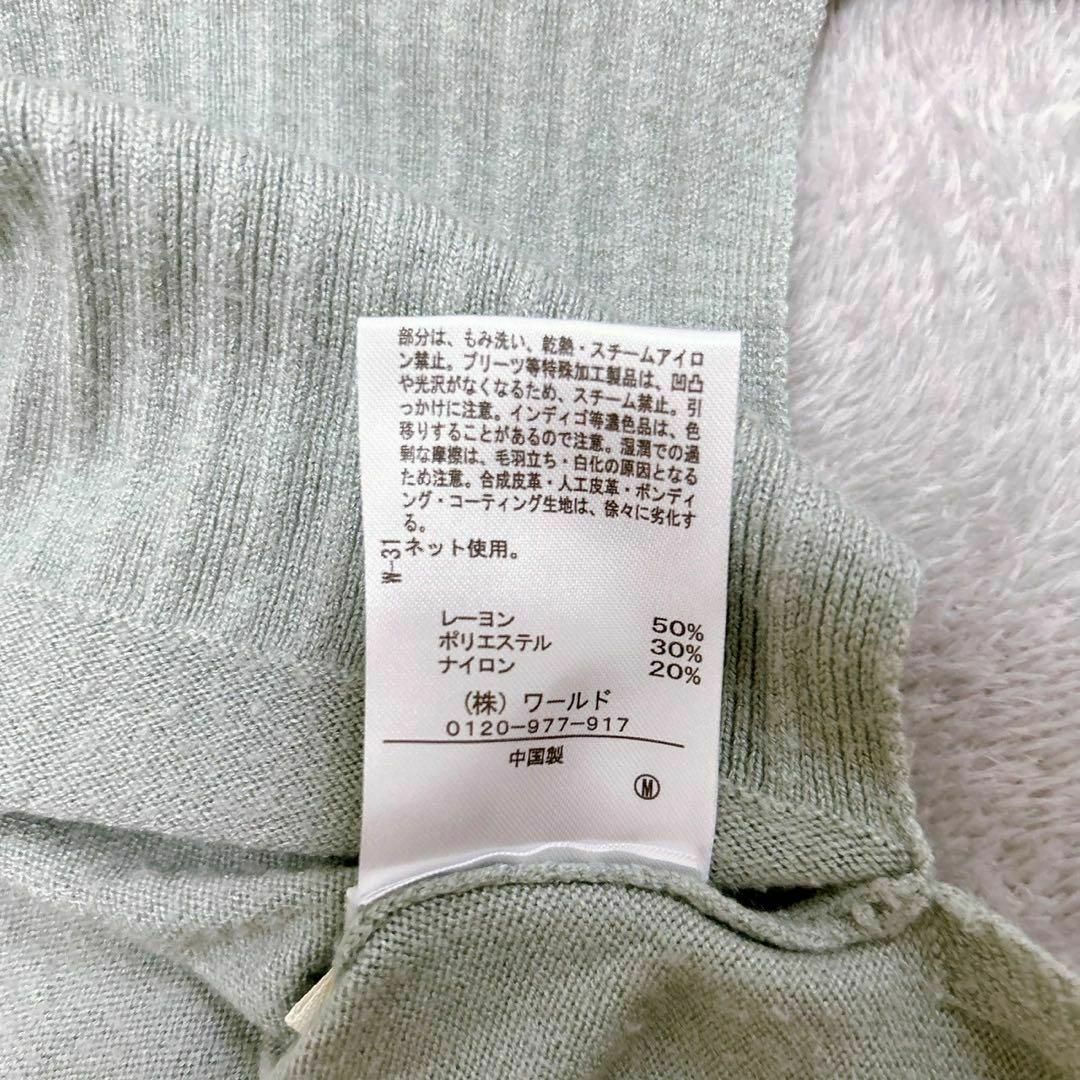 部分は、もみ洗い、乾熱・スチームアイロ
ン禁止。プリーツ等特殊加工製品は、凹凸
や光沢がなくなるため、スチーム禁止。引
っかけに注意。インディゴ等濃色品は、色
移りすることがあるので注意。湿潤での過
剰な摩擦は、毛羽立ち・白化の原因となる
ため注意。合成皮革・人工皮革・ボンディ
ング・コーティング生地は、徐々に劣化す
る。
ネット使用。
W-31
レーヨン 50%
ポリエステル 30%
ナイロン 20%
(株)ワールド
0120-977-917
中国製
Ⓜ